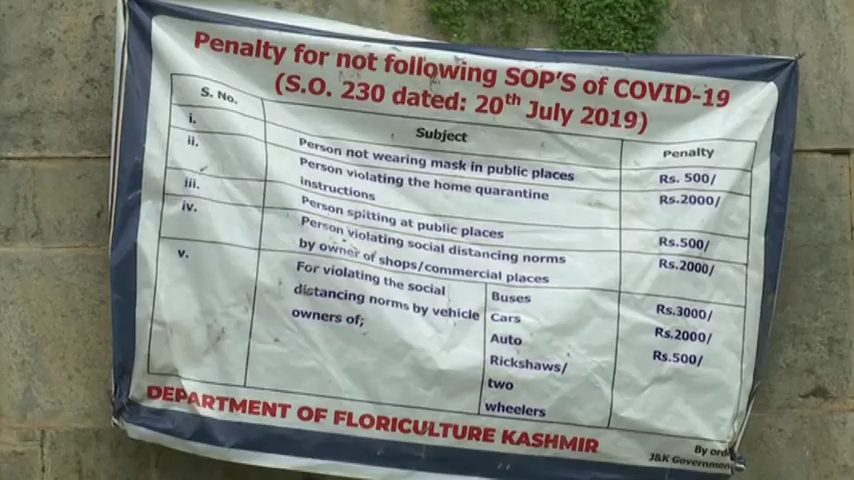 Penalty for not following SOP'S of COVID-19
(S.O. 230 dated: 20th July 2019)
S. No. Subject Penalty
i. Person not wearing mask in public places Rs. 500/
ii. Person violating the home quarantine Rs.2000/
instructions
iii. Person spitting at public places Rs.500/
iv. Person violating social distancing norms Rs.2000/
by owner of shops/commercial places
v. For violating the social Buses Rs.3000/
distancing norms by vehicle Cars Rs.2000/
owners of; Auto Rs.500/
Rickshaws/
two
wheelers
DEPARTMENT OF FLORICULTURE KASHMIR
By
J&K Governmen